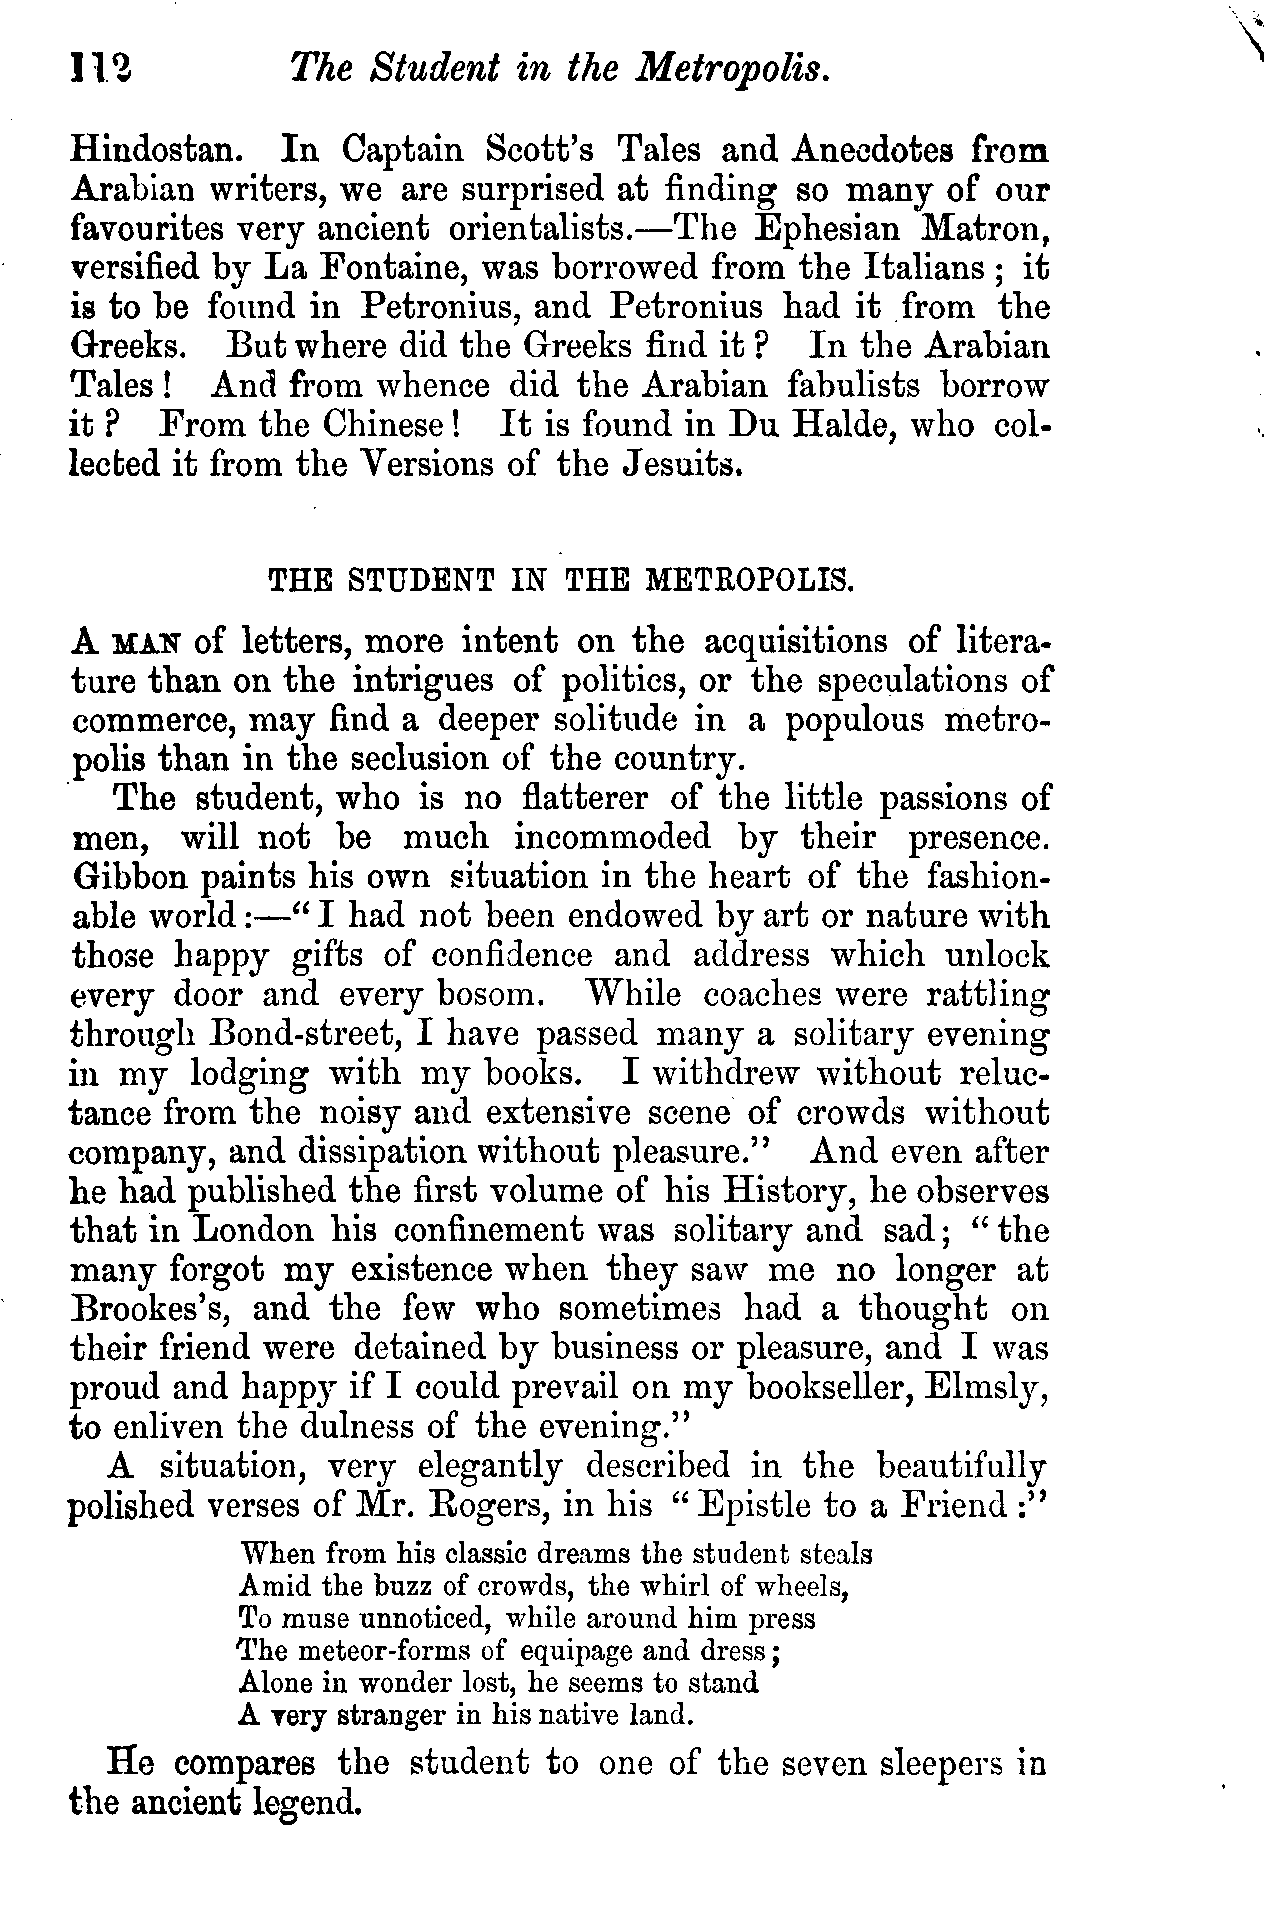 112 The Student in the Metropolis.
Hindostan. In Captain Scott's Tales and Anecdotes from
Arabian writers, we are surprised at finding so many of our
favourites very ancient orientalists.—The Ephesian Matron,
versified by La Fontaine, was borrowed from the Italians; it
is to be found in Petronius, and Petronius had it from the
Greeks. But where did the Greeks find it? In the Arabian
Tales! And from whence did the Arabian fabulists borrow
it? From the Chinese! It is found in Du Halde, who col-
lected it from the Versions of the Jesuits.
THE STUDENT IN THE METROPOLIS.
A MAN of letters, more intent on the acquisitions of litera-
ture than on the intrigues of politics, or the speculations of
commerce, may find a deeper solitude in a populous metro-
polis than in the seclusion of the country.
The student, who is no flatterer of the little passions of
men, will not be much incommoded by their presence.
Gibbon paints his own situation in the heart of the fashion-
able world:—"I had not been endowed by art or nature with
those happy gifts of confidence and address which unlock
every door and every bosom. While coaches were rattling
through Bond-street, I have passed many a solitary evening
in my lodging with my books. I withdrew without reluc-
tance from the noisy and extensive scene of crowds without
company, and dissipation without pleasure." And even after
he had published the first volume of his History, he observes
that in London his confinement was solitary and sad; "the
many forgot my existence when they saw me no longer at
Brookes's, and the few who sometimes had a thought on
their friend were detained by business or pleasure, and I was
proud and happy if I could prevail on my bookseller, Elmsly,
to enliven the dulness of the evening."
A situation, very elegantly described in the beautifully
polished verses of Mr. Rogers, in his "Epistle to a Friend:"
When from his classic dreams the student steals
Amid the buzz of crowds, the whirl of wheels,
To muse unnoticed, while around him press
The meteor-forms of equipage and dress;
Alone in wonder lost, he seems to stand
A very stranger in his native land.
He compares the student to one of the seven sleepers in
the ancient legend.